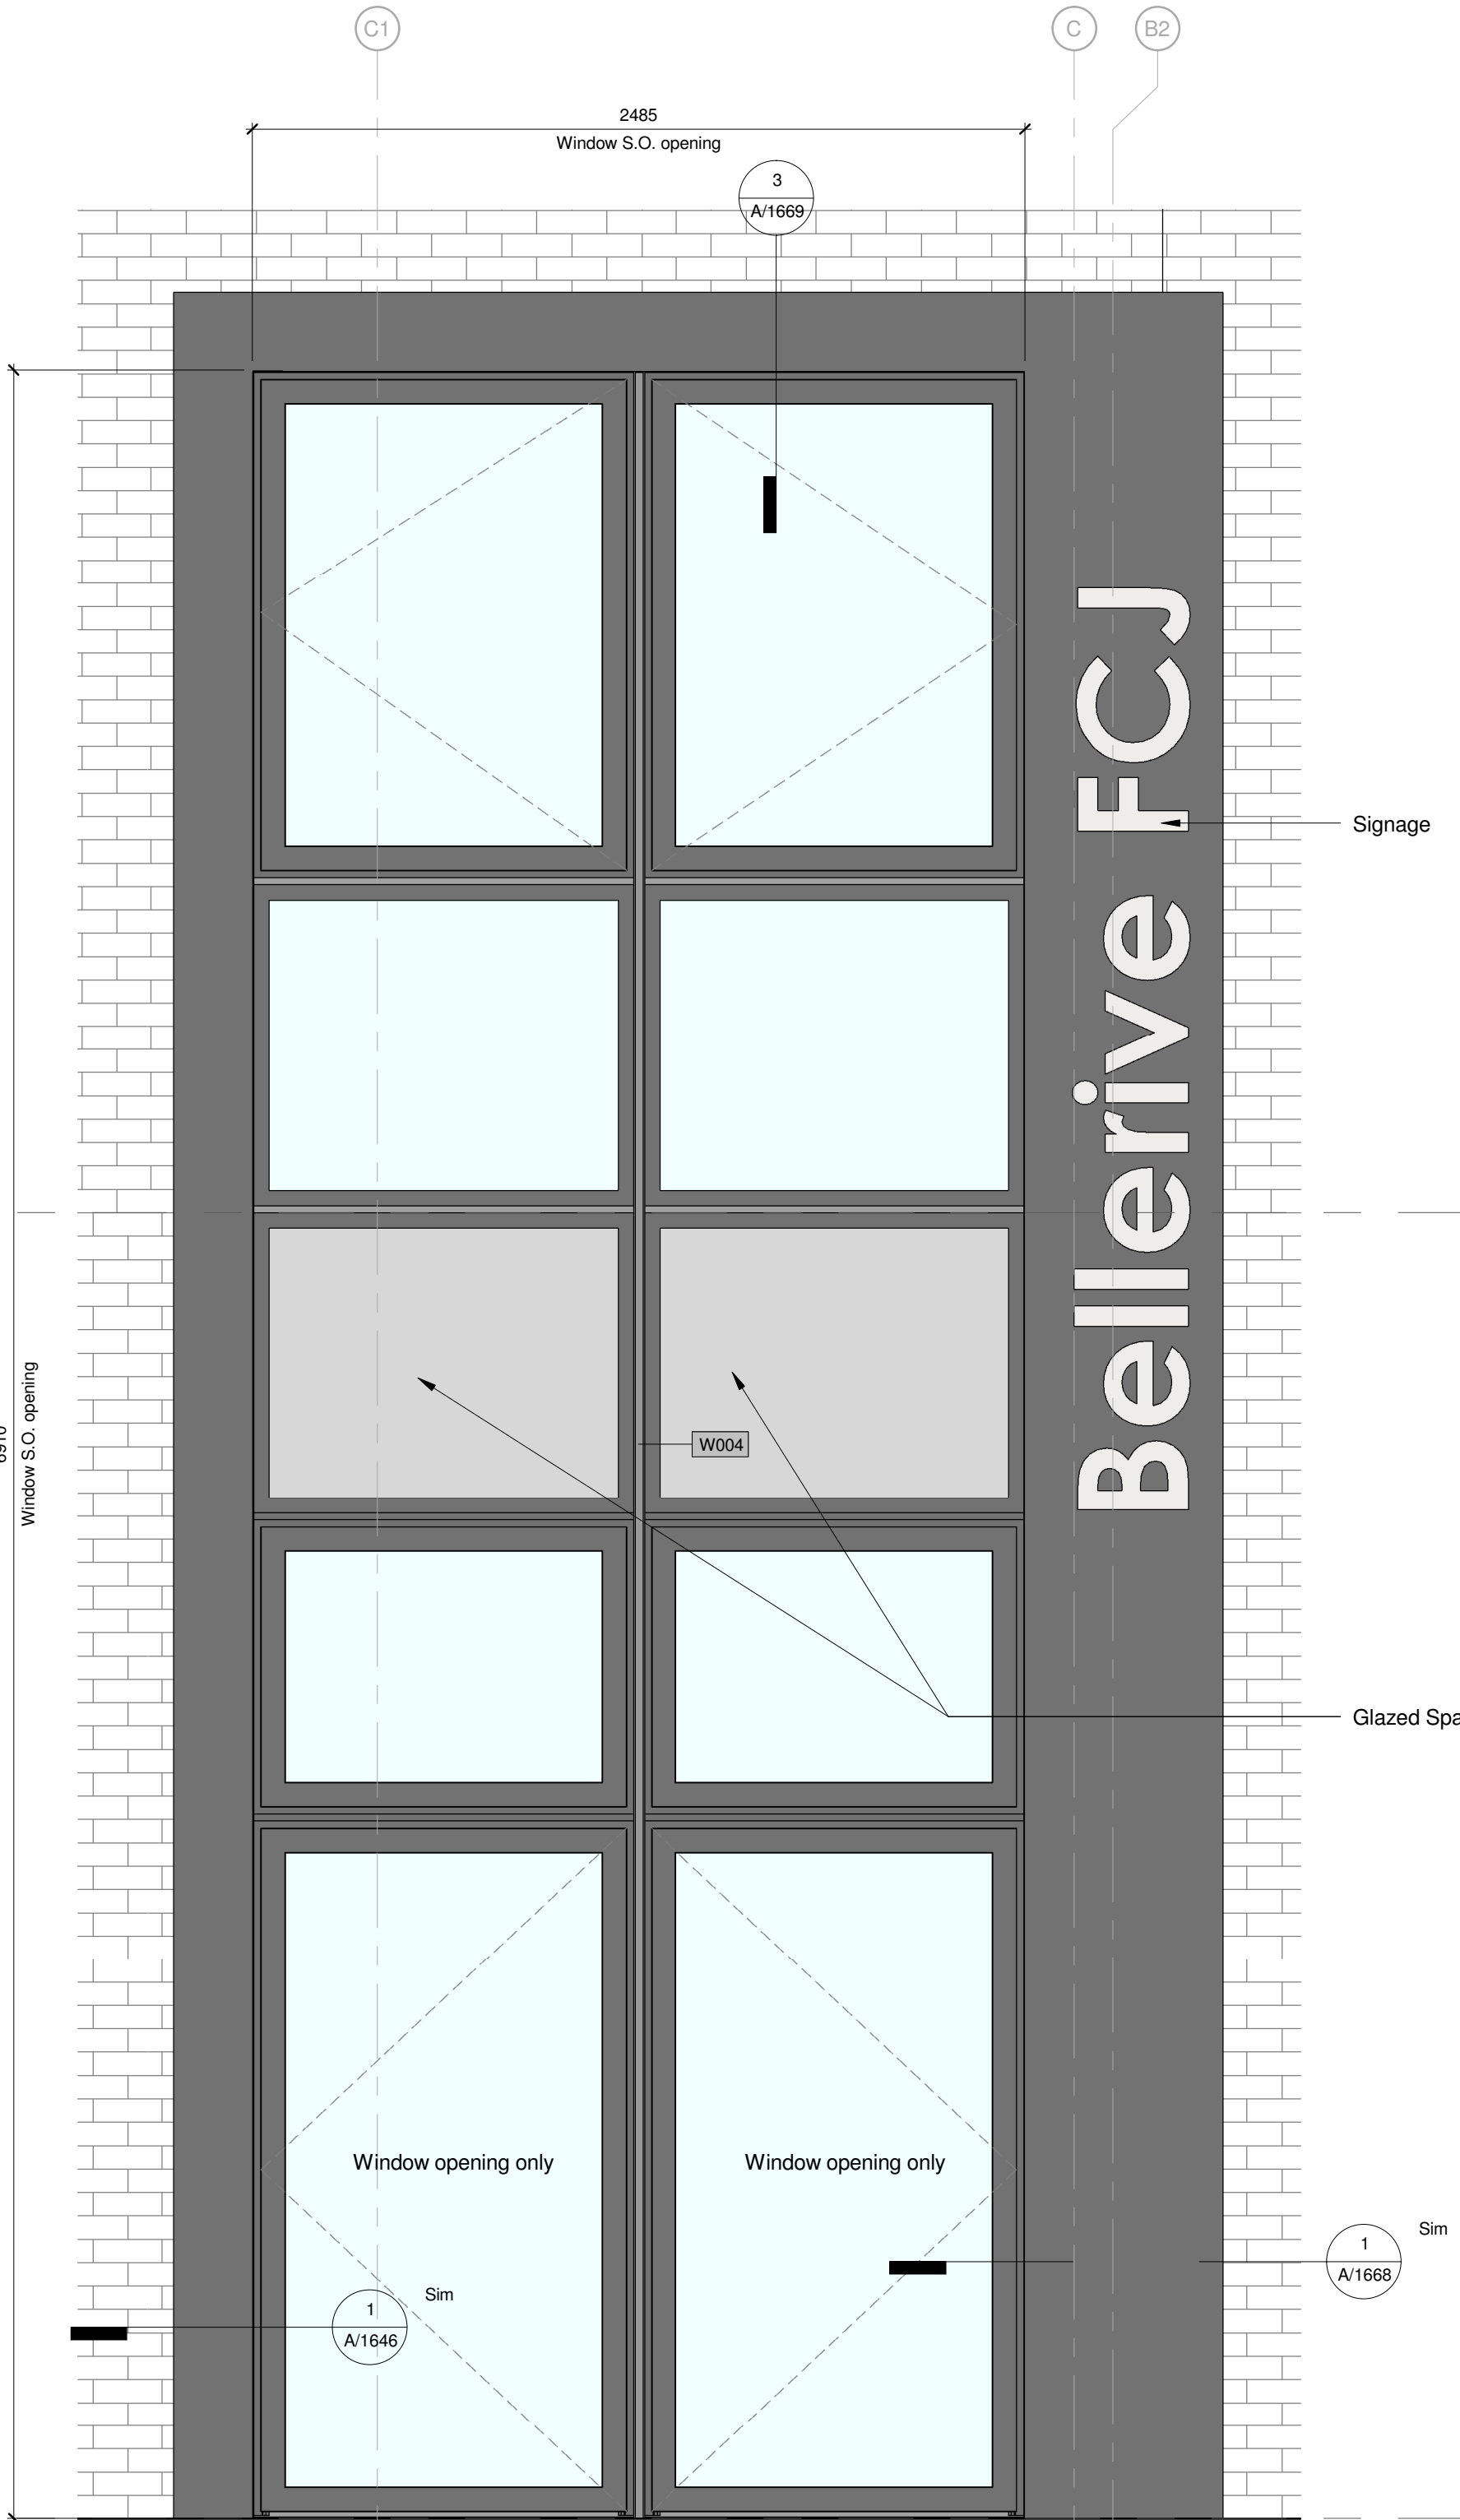 C1
C
B2
2485
Window S.O. opening
3
A/1669
Signage
Bellerive FCJ
Window S.O. opening
W004
Glazed
Window opening only
Window opening only
Sim
1
A/1668
Sim
1
A/1646